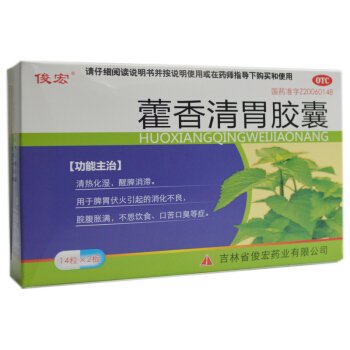 俊宏
请仔细阅读说明书并按说明使用或在药师指导下购买和使用
OTC
国药准字Z20060148
藿香清胃胶囊
HUOXIANGQINGWEIJIAONANG
【功能主治】
清热化湿，醒脾消滞。
用于脾胃伏火引起的消化不良，
脘腹胀满，不思饮食、口苦口臭等症。
14粒×2板
吉林省俊宏药业有限公司